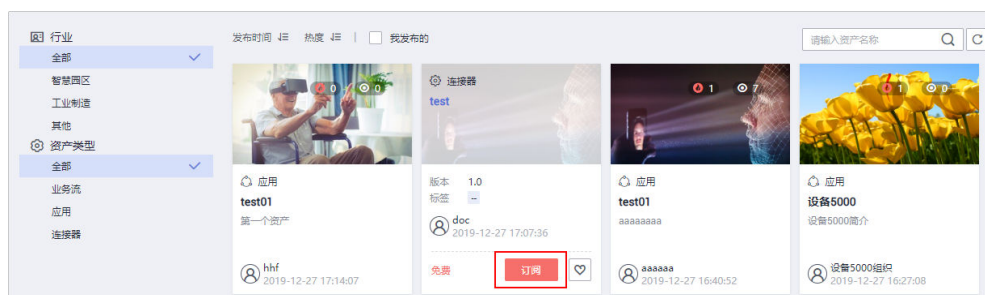 行业
全部
智慧园区
工业制造
其他
资产类型
全部
业务流
应用
连接器
发布时间 热度 | 我发布的
请输入资产名称
0 0
应用
test01
第一个资产
hhf
2019-12-27 17:14:07
连接器
test
版本 1.0
标签 --
doc
2019-12-27 17:07:36
免费 订阅
1 7
应用
test01
aaaaaaaa
aaaaaa
2019-12-27 16:40:52
1 0
应用
设备5000
设备5000简介
设备5000组织
2019-12-27 16:27:08